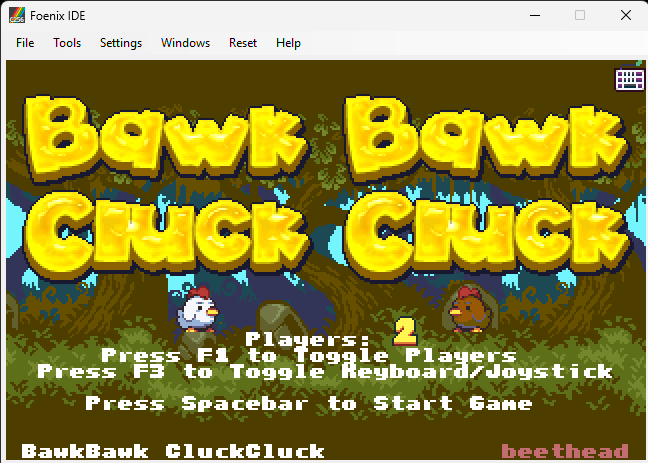 Foenix IDE
File Tools Settings Windows Reset Help
Bawk Bawk
Cluck Cluck
Players: 2
Press F1 to Toggle Players
Press F3 to Toggle Keyboard/Joystick
Press Spacebar to Start Game
BawkBawk CluckCluck beethead